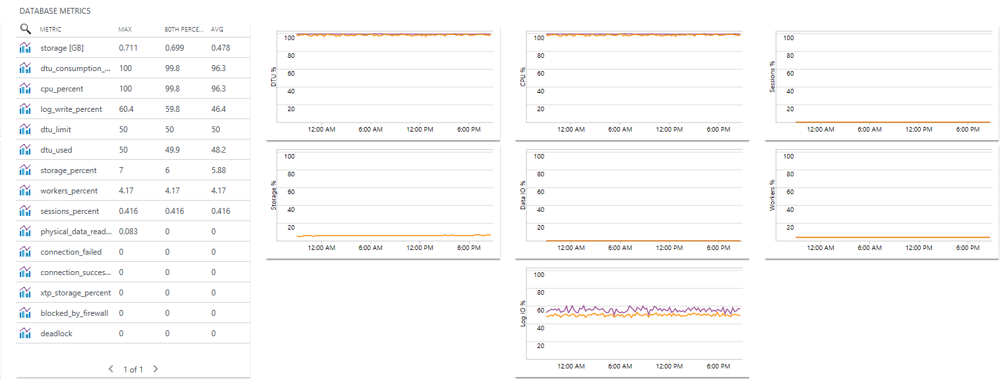 DATABASE METRICS
METRIC MAX 80TH PERCE... AVG
storage [GB] 0.711 0.699 0.478
dtu_consumption_... 100 99.8 96.3
cpu_percent 100 99.8 96.3
log_write_percent 60.4 59.8 46.4
dtu_limit 50 50 50
dtu_used 50 49.9 48.2
storage_percent 7 6 5.88
workers_percent 4.17 4.17 4.17
sessions_percent 0.416 0.416 0.416
physical_data_read... 0.083 0 0
connection_failed 0 0 0
connection_succes... 0 0 0
xtp_storage_percent 0 0 0
blocked_by_firewall 0 0 0
deadlock 0 0 0
1 of 1
DTU %
100
80
60
40
20
12:00 AM 6:00 AM 12:00 PM 6:00 PM
CPU %
100
80
60
40
20
12:00 AM 6:00 AM 12:00 PM 6:00 PM
Sessions %
100
80
60
40
20
12:00 AM 6:00 AM 12:00 PM 6:00 PM
Storage %
100
80
60
40
20
12:00 AM 6:00 AM 12:00 PM 6:00 PM
Data IO %
100
80
60
40
20
12:00 AM 6:00 AM 12:00 PM 6:00 PM
Workers %
100
80
60
40
20
12:00 AM 6:00 AM 12:00 PM 6:00 PM
Log IO %
100
80
60
40
20
12:00 AM 6:00 AM 12:00 PM 6:00 PM